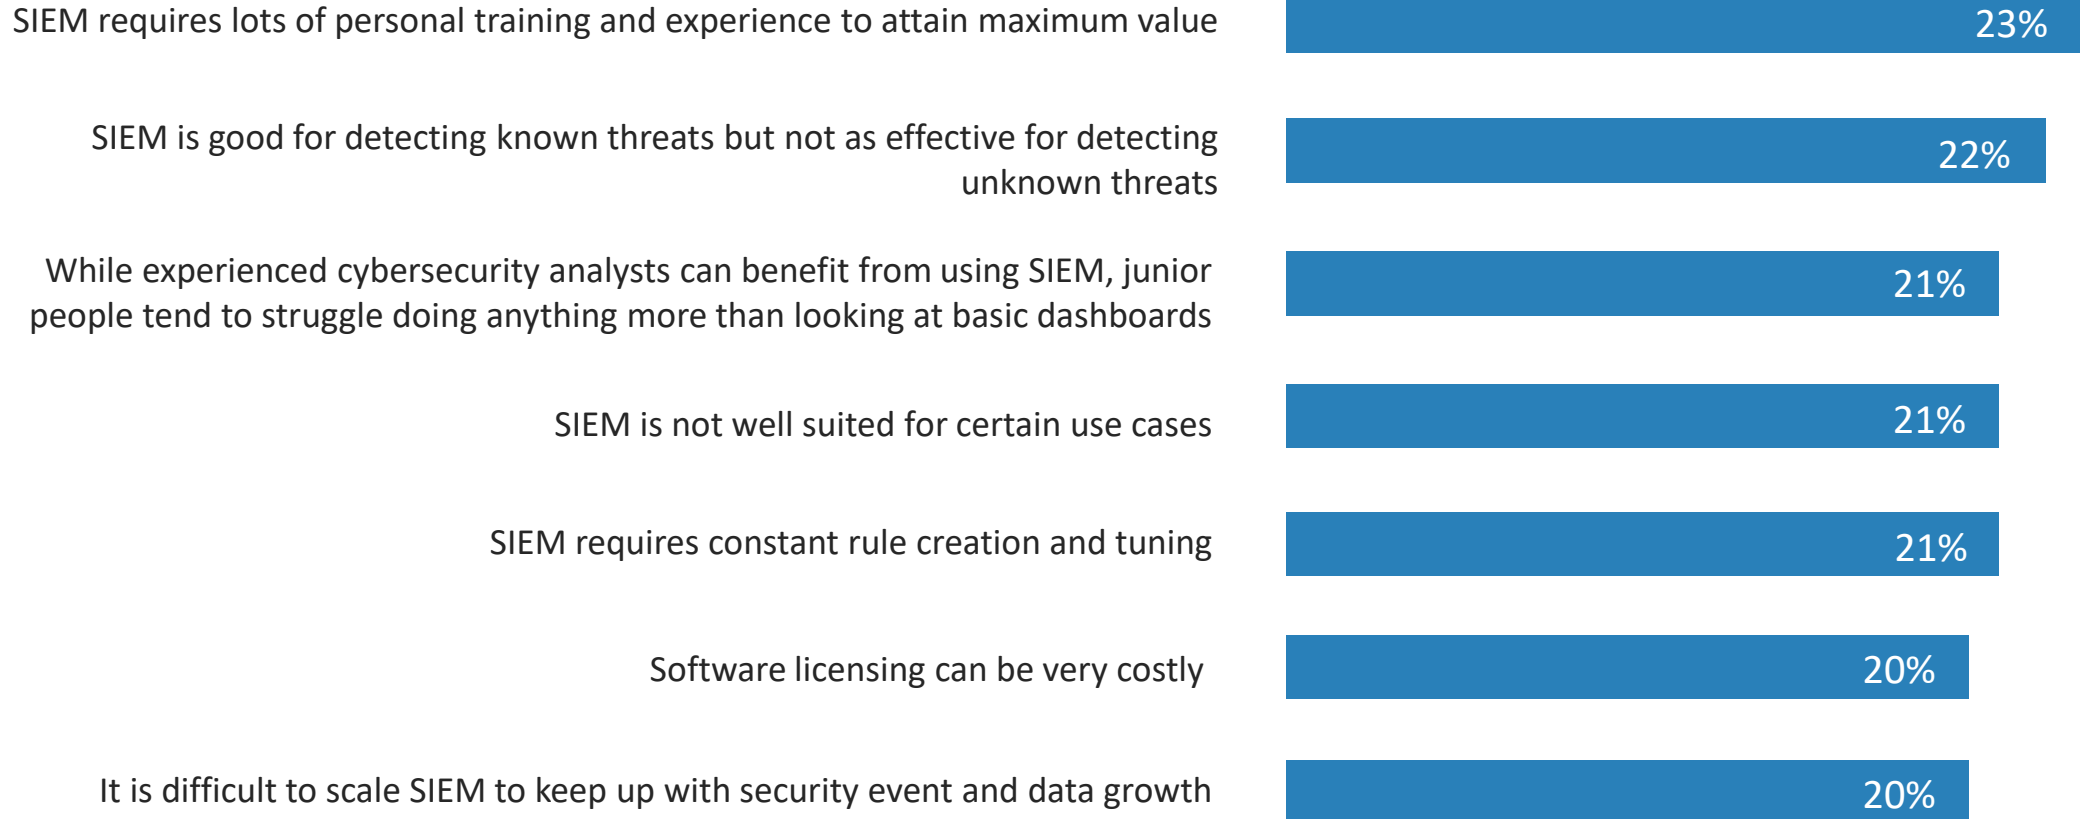 SIEM requires lots of personal training and experience to attain maximum value
23%
SIEM is good for detecting known threats but not as effective for detecting
unknown threats
22%
While experienced cybersecurity analysts can benefit from using SIEM, junior
people tend to struggle doing anything more than looking at basic dashboards
21%
SIEM is not well suited for certain use cases
21%
SIEM requires constant rule creation and tuning
21%
Software licensing can be very costly
20%
It is difficult to scale SIEM to keep up with security event and data growth
20%